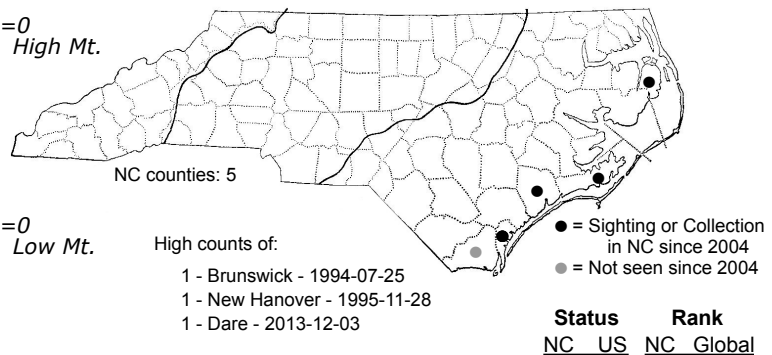 =0
High Mt.
NC counties: 5
=0
Low Mt.
High counts of:
1 - Brunswick - 1994-07-25
1 - New Hanover - 1995-11-28
1 - Dare - 2013-12-03
= Sighting or Collection
in NC since 2004
= Not seen since 2004
Status Rank
NC US NC Global